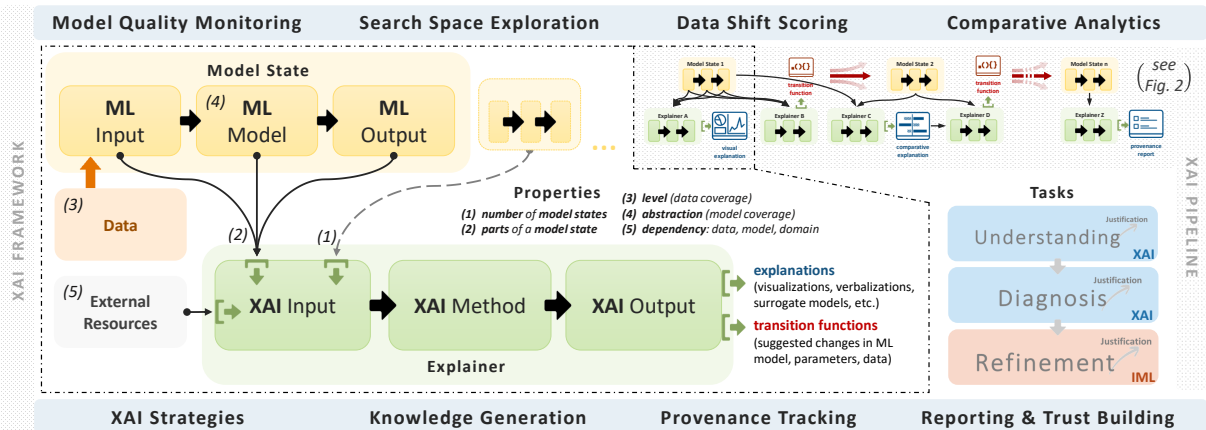 Model Quality Monitoring
Search Space Exploration
Data Shift Scoring
Comparative Analytics
XAI FRAMEWORK
Model State
ML
Input
(4)
ML
Model
ML
Output
...
(3)
Data
(5)
External
Resources
(2)
(1)
Properties
(1) number of model states
(2) parts of a model state
(3) level (data coverage)
(4) abstraction (model coverage)
(5) dependency: data, model, domain
XAI Input
XAI Method
XAI Output
Explainer
explanations
(visualizations, verbalizations,
surrogate models, etc.)
transition functions
(suggested changes in ML
model, parameters, data)
Model State 1
transition
function
Model State 2
transition
function
Model State n
(see
Fig. 2)
Explainer A
visual
explanation
Explainer B
Explainer C
comparative
explanation
Explainer D
Explainer Z
provenance
report
XAI PIPELINE
Tasks
Understanding
Justification
XAI
Diagnosis
Justification
XAI
Refinement
Justification
IML
XAI Strategies
Knowledge Generation
Provenance Tracking
Reporting & Trust Building